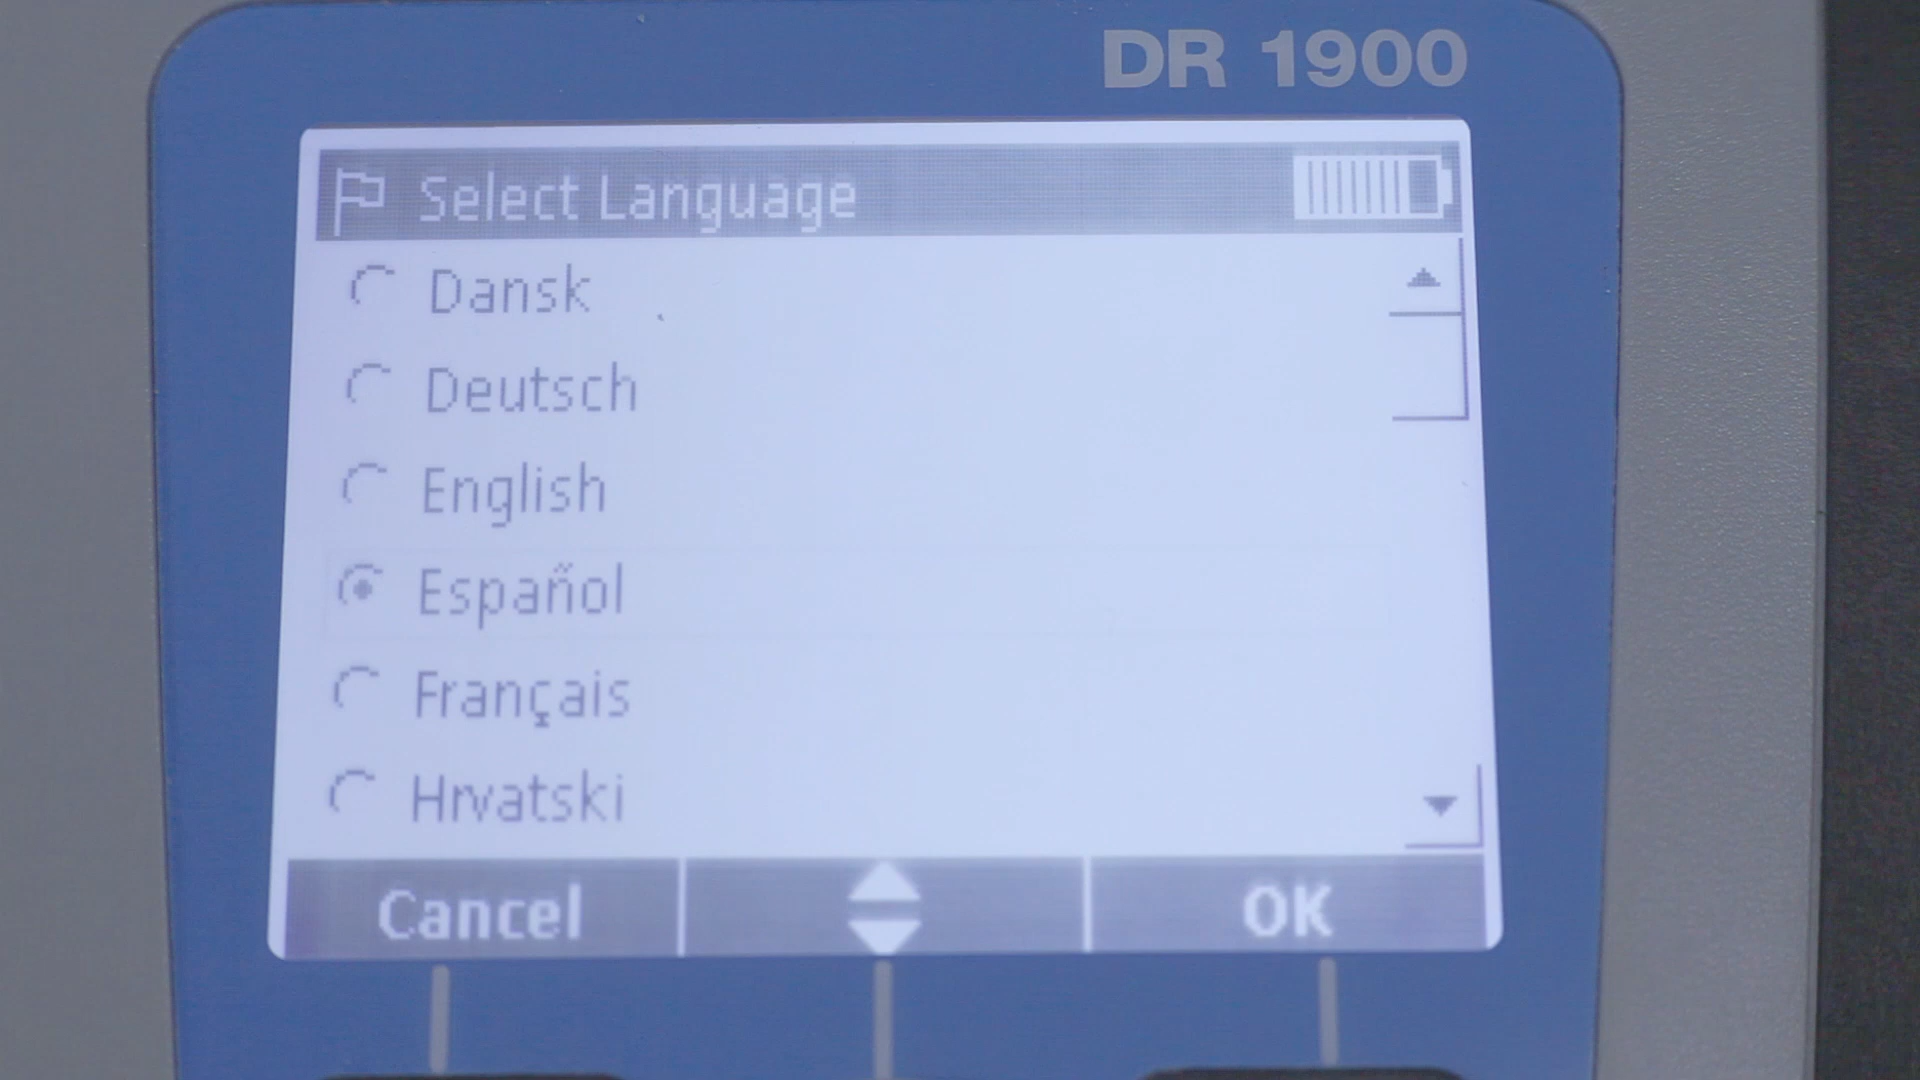 DR 1900
Select Language
Dansk
Deutsch
English
Español
Français
Hrvatski
Cancel
OK